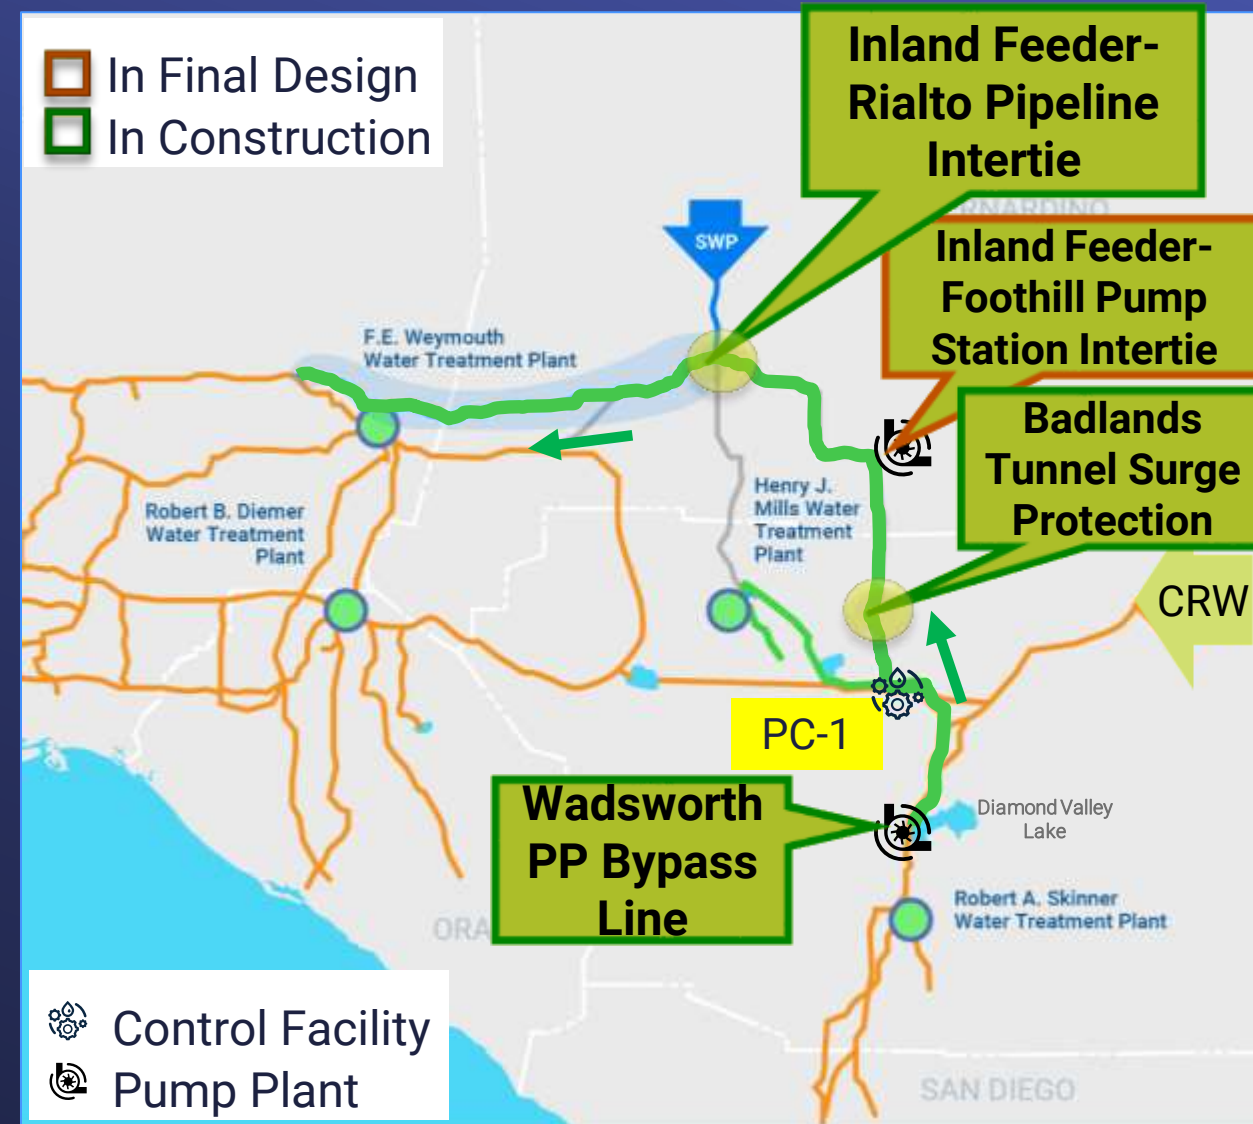 In Final Design
In Construction
Inland Feeder-
Rialto Pipeline
Intertie
RNARDINO
SWP
Inland Feeder-
Foothill Pump
Station Intertie
F.E. Weymouth
Water Treatment Plant
Badlands
Tunnel Surge
Protection
Henry J.
Mills Water
Treatment
Plant
Robert B. Diemer
Water Treatment
Plant
CRW
PC-1
Wadsworth
PP Bypass
Line
Diamond Valley
Lake
Robert A. Skinner
Water Treatment Plant
ORA
Control Facility
Pump Plant
SAN DIEGO